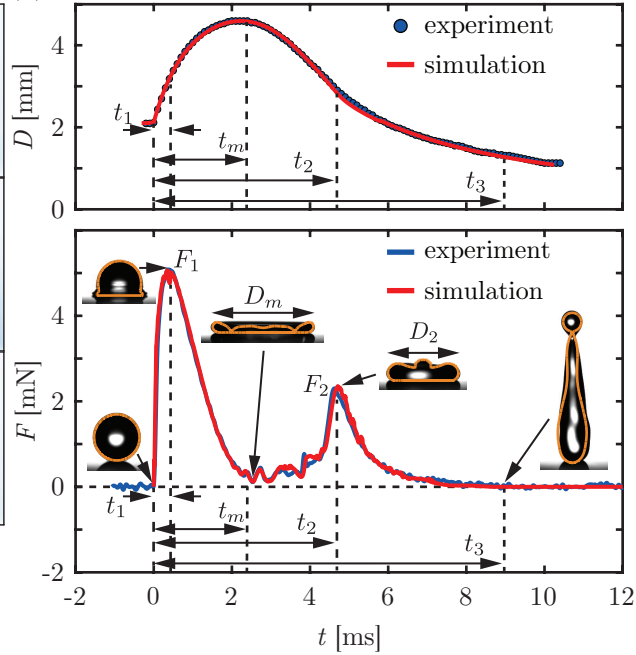 4
2
0
D [mm]
experiment
simulation
t₁
tₘ
t₂
t₃
4
2
0
-2
F [mN]
experiment
simulation
F₁
Dₘ
D₂
F₂
t₁
tₘ
t₂
t₃
-2 0 2 4 6 8 10 12
t [ms]